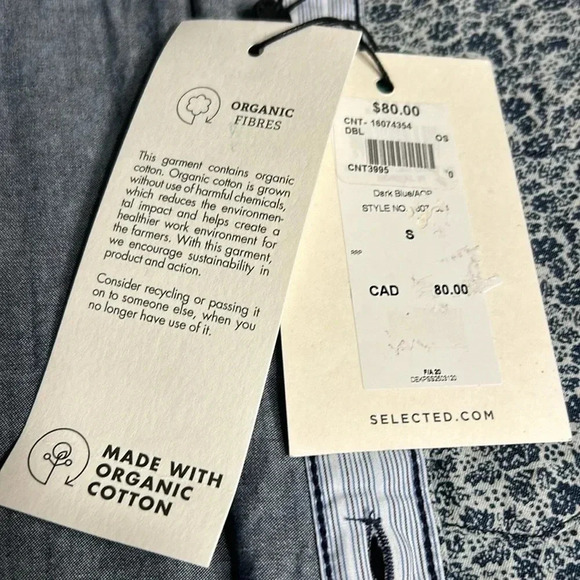 ORGANIC
FIBRES
This garment contains organic
cotton. Organic cotton is grown
without use of harmful chemicals,
which reduces the environmen-
tal impact and helps create a
healthier work environment for
the farmers. With this garment,
we encourage sustainability in
product and action.
Consider recycling or passing it
on to someone else, when you
no longer have use of it.
MADE WITH
ORGANIC
COTTON
$80.00
CNT- 16074354
DBL OS
CNT3995
Dark Blue/AOP
STYLE NO.
S
RRP
CAD 80.00
F/A 20
SELECTED.COM